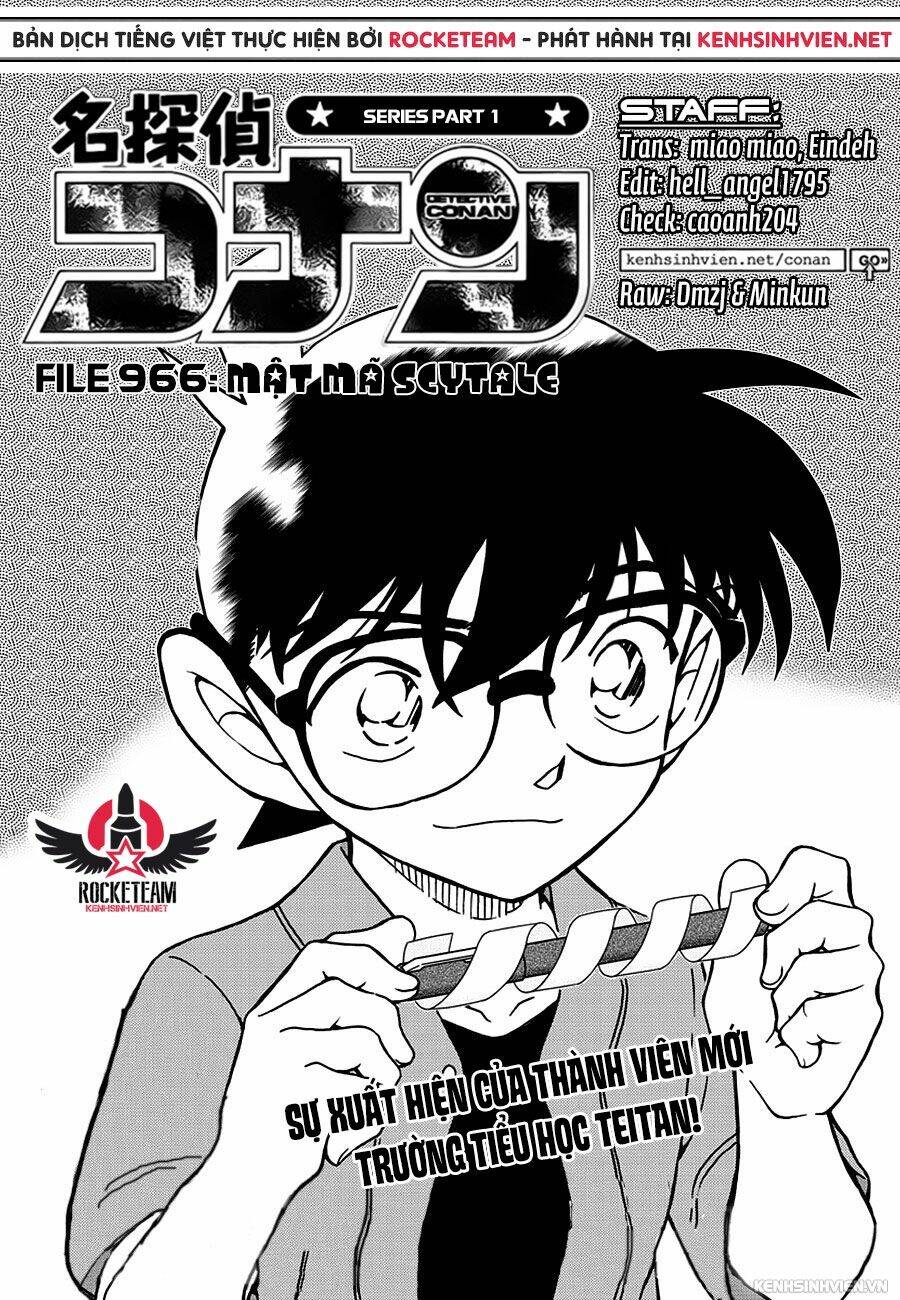 BẢN DỊCH TIẾNG VIỆT THỰC HIỆN BỞI ROCKETEAM - PHÁT HÀNH TẠI KENHSINHVIEN.NET
名探偵
SERIES PART 1
コナン
DETECTIVE
CONAN
STAFF:
Trans: miao miao, Eindeh
Edit: hell_angel1795
Check: caoanh204
kenhsinhvien.net/conan GO»
Raw: Dmzj & Minkun
FILE 966: MẬT MÃ SCYTALE
ROCKETEAM
KENHSINHVIEN.NET
SỰ XUẤT HIỆN CỦA THÀNH VIÊN MỚI
TRƯỜNG TIỂU HỌC TEITAN!
KENHSINHVIEN.VN